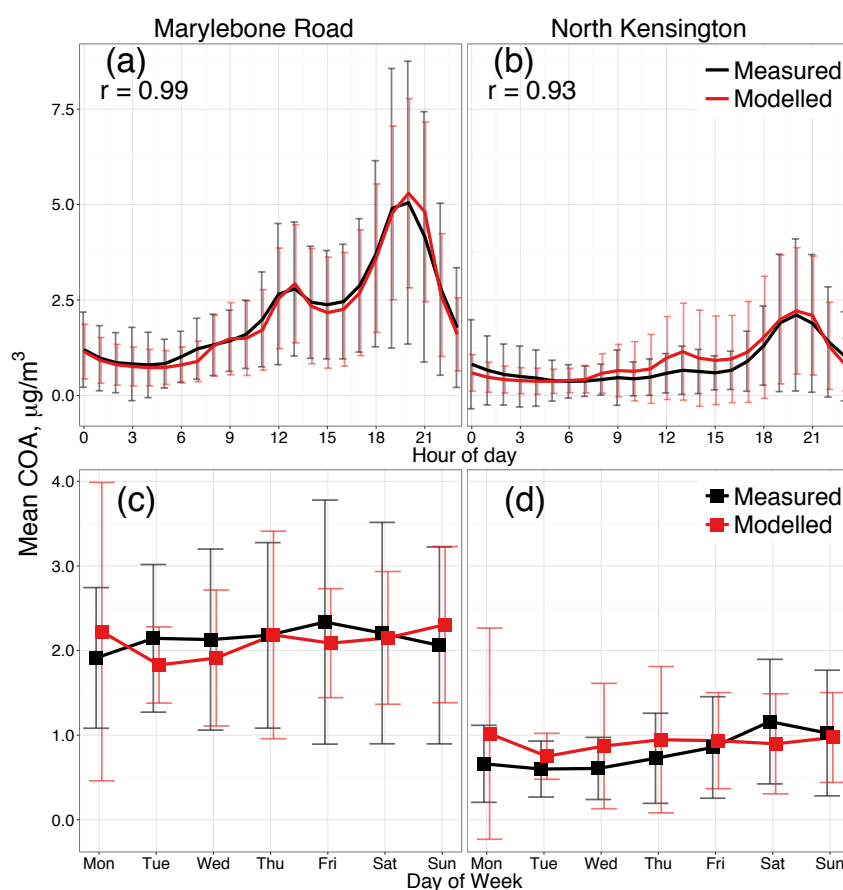 Marylebone Road
North Kensington
(a)
r = 0.99
(b)
r = 0.93
Measured
Modelled
7.5
5.0
2.5
0.0
0 3 6 9 12 15 18 21
0 3 6 9 12 15 18 21
Hour of day
Mean COA, µg/m3
(c)
(d)
Measured
Modelled
4.0
3.0
2.0
1.0
0.0
Mon Tue Wed Thu Fri Sat Sun
Mon Tue Wed Thu Fri Sat Sun
Day of Week